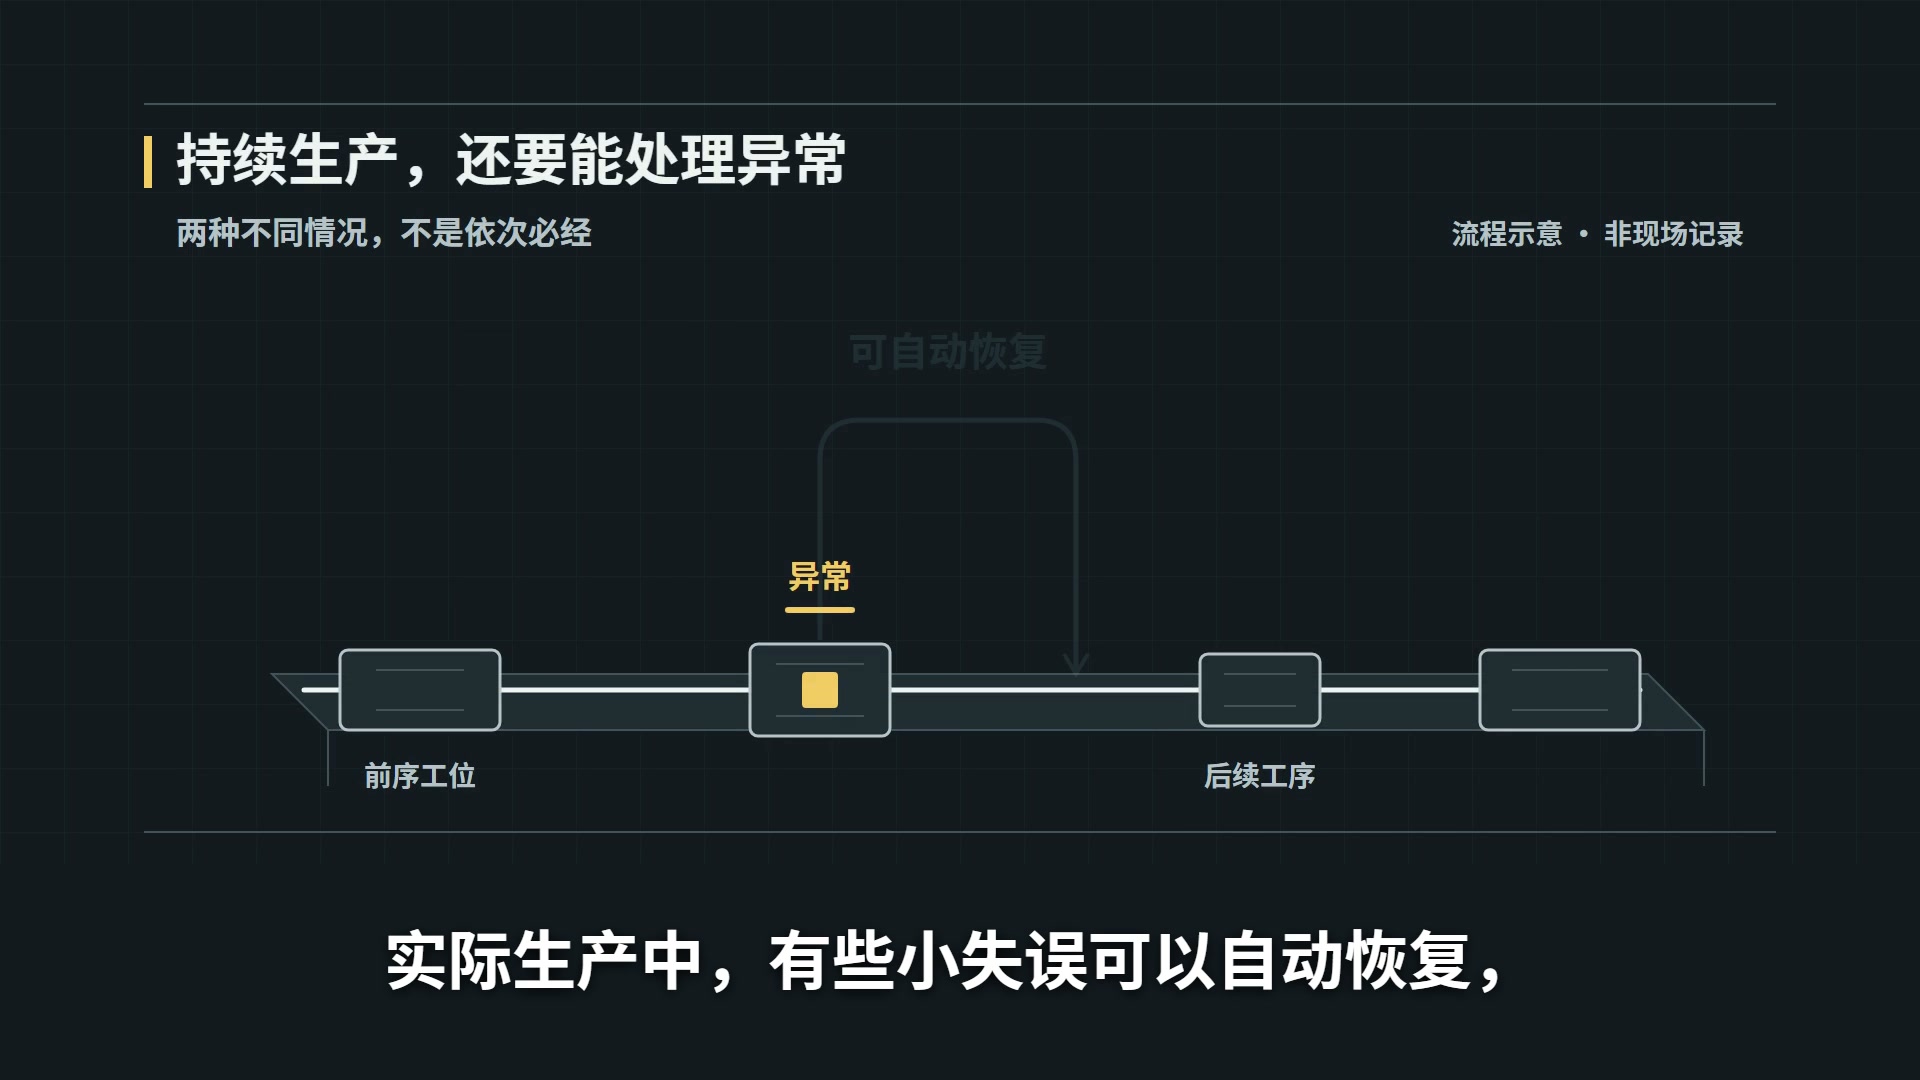 持续生产，还要能处理异常
两种不同情况，不是依次必经
流程示意 · 非现场记录
可自动恢复
异常
前序工位
后续工序
实际生产中，有些小失误可以自动恢复，